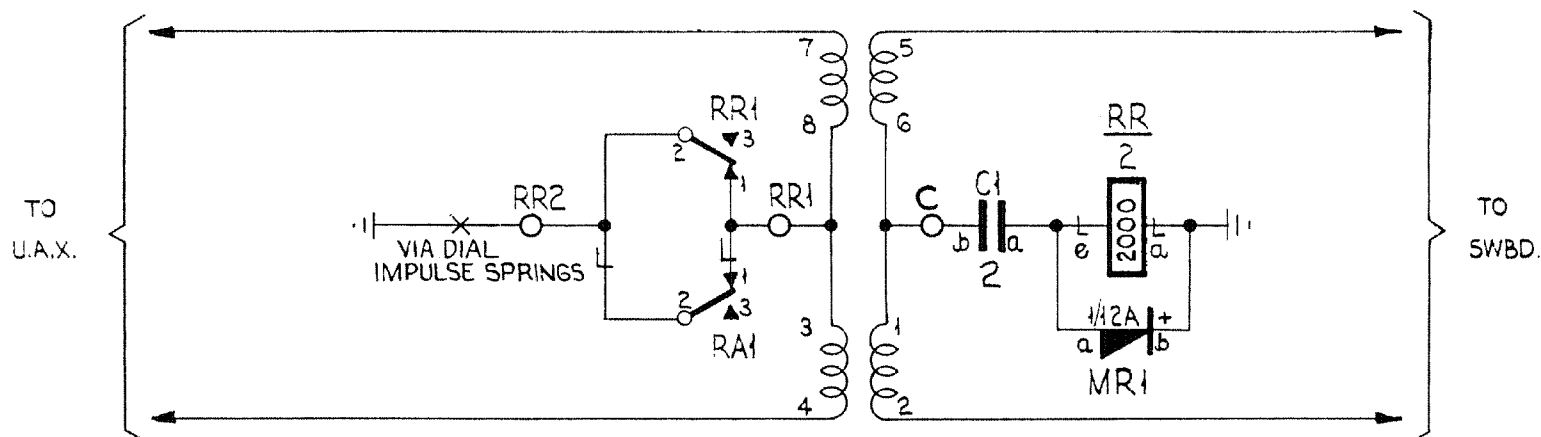 TO
U.A.X.
7
8
3
4
5
6
1
2
RR1
3
2
1
RR2
RR1
VIA DIAL
IMPULSE SPRINGS
1
2
3
RA1
C
C1
b
a
2
RR
2
2000
e
a
1/12A
+
a
b
MR1
TO
SWBD.